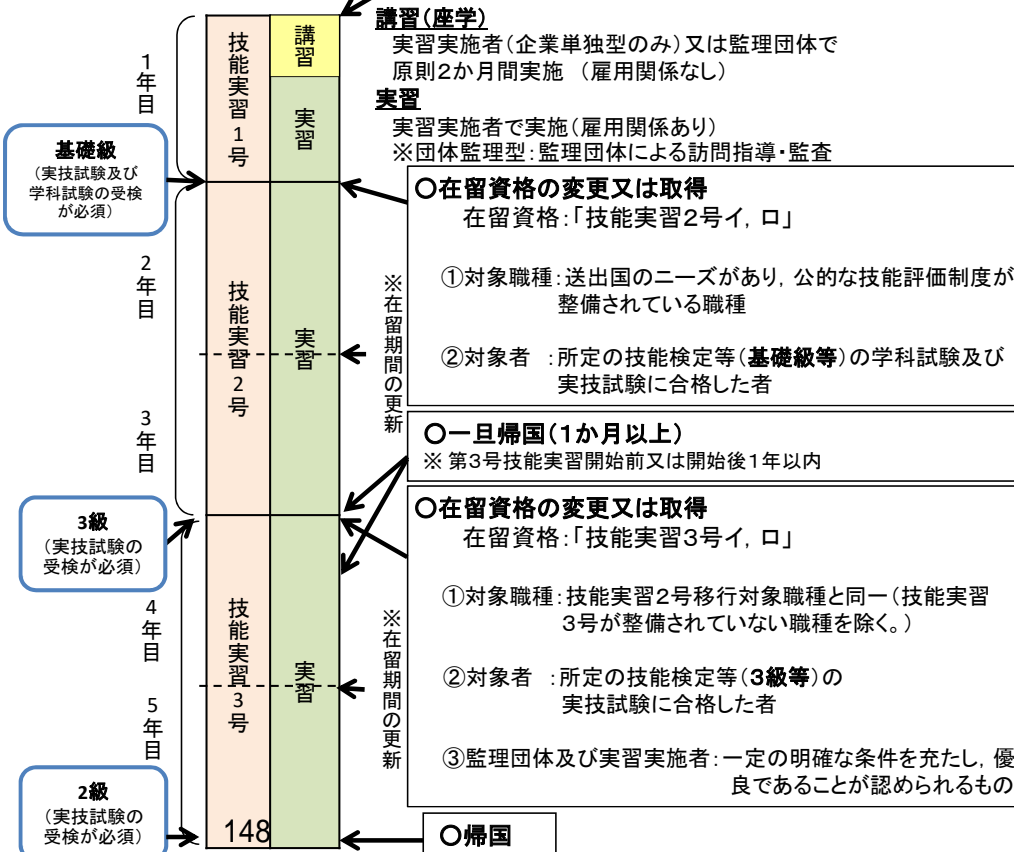 講習(座学)
実習実施者(企業単独型のみ)又は監理団体で
原則2か月間実施 (雇用関係なし)
実習
実習実施者で実施(雇用関係あり)
※団体監理型:監理団体による訪問指導・監査
1年目
技能実習1号
講習
実習
基礎級
(実技試験及び
学科試験の受検
が必須)
○在留資格の変更又は取得
在留資格:「技能実習2号イ, ロ」
①対象職種:送出国のニーズがあり, 公的な技能評価制度が
整備されている職種
②対象者 :所定の技能検定等(基礎級等)の学科試験及び
実技試験に合格した者
2年目
技能実習2号
実習
※在留期間の更新
3年目
○一旦帰国(1か月以上)
※ 第3号技能実習開始前又は開始後1年以内
3級
(実技試験の
受検が必須)
○在留資格の変更又は取得
在留資格:「技能実習3号イ, ロ」
①対象職種:技能実習2号移行対象職種と同一(技能実習
3号が整備されていない職種を除く。)
②対象者 :所定の技能検定等(3級等)の
実技試験に合格した者
③監理団体及び実習実施者:一定の明確な条件を充たし, 優
良であることが認められるもの
4年目
技能実習3号
実習
※在留期間の更新
5年目
2級
(実技試験の
受検が必須)
148
○帰国